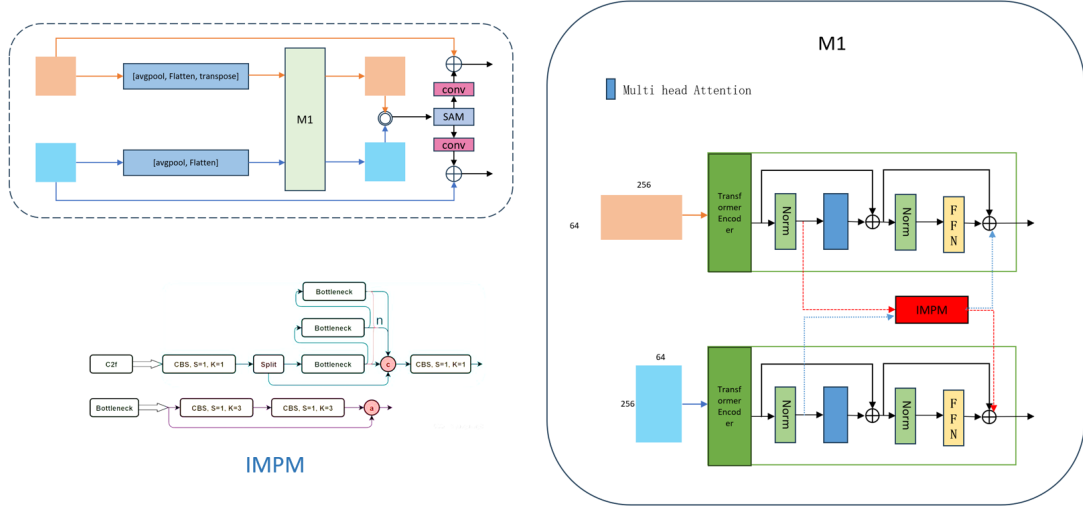 [avgpool, Flatten, transpose]
M1
conv
SAM
conv
[avgpool, Flatten]
Bottleneck
n
Bottleneck
C2f
CBS, S=1, K=1
Split
Bottleneck
c
CBS, S=1, K=1
Bottleneck
CBS, S=1, K=3
CBS, S=1, K=3
a
IMPM
M1
Multi head Attention
256
64
Transf
ormer
Encod
er
Norm
Norm
F
F
N
IMPM
64
256
Transf
ormer
Encod
er
Norm
Norm
F
F
N